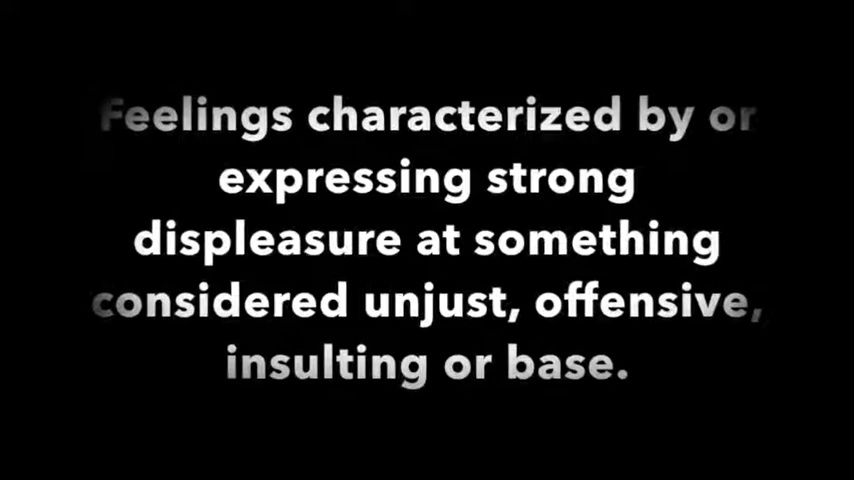 Feelings characterized by or
expressing strong
displeasure at something
considered unjust, offensive,
insulting or base.